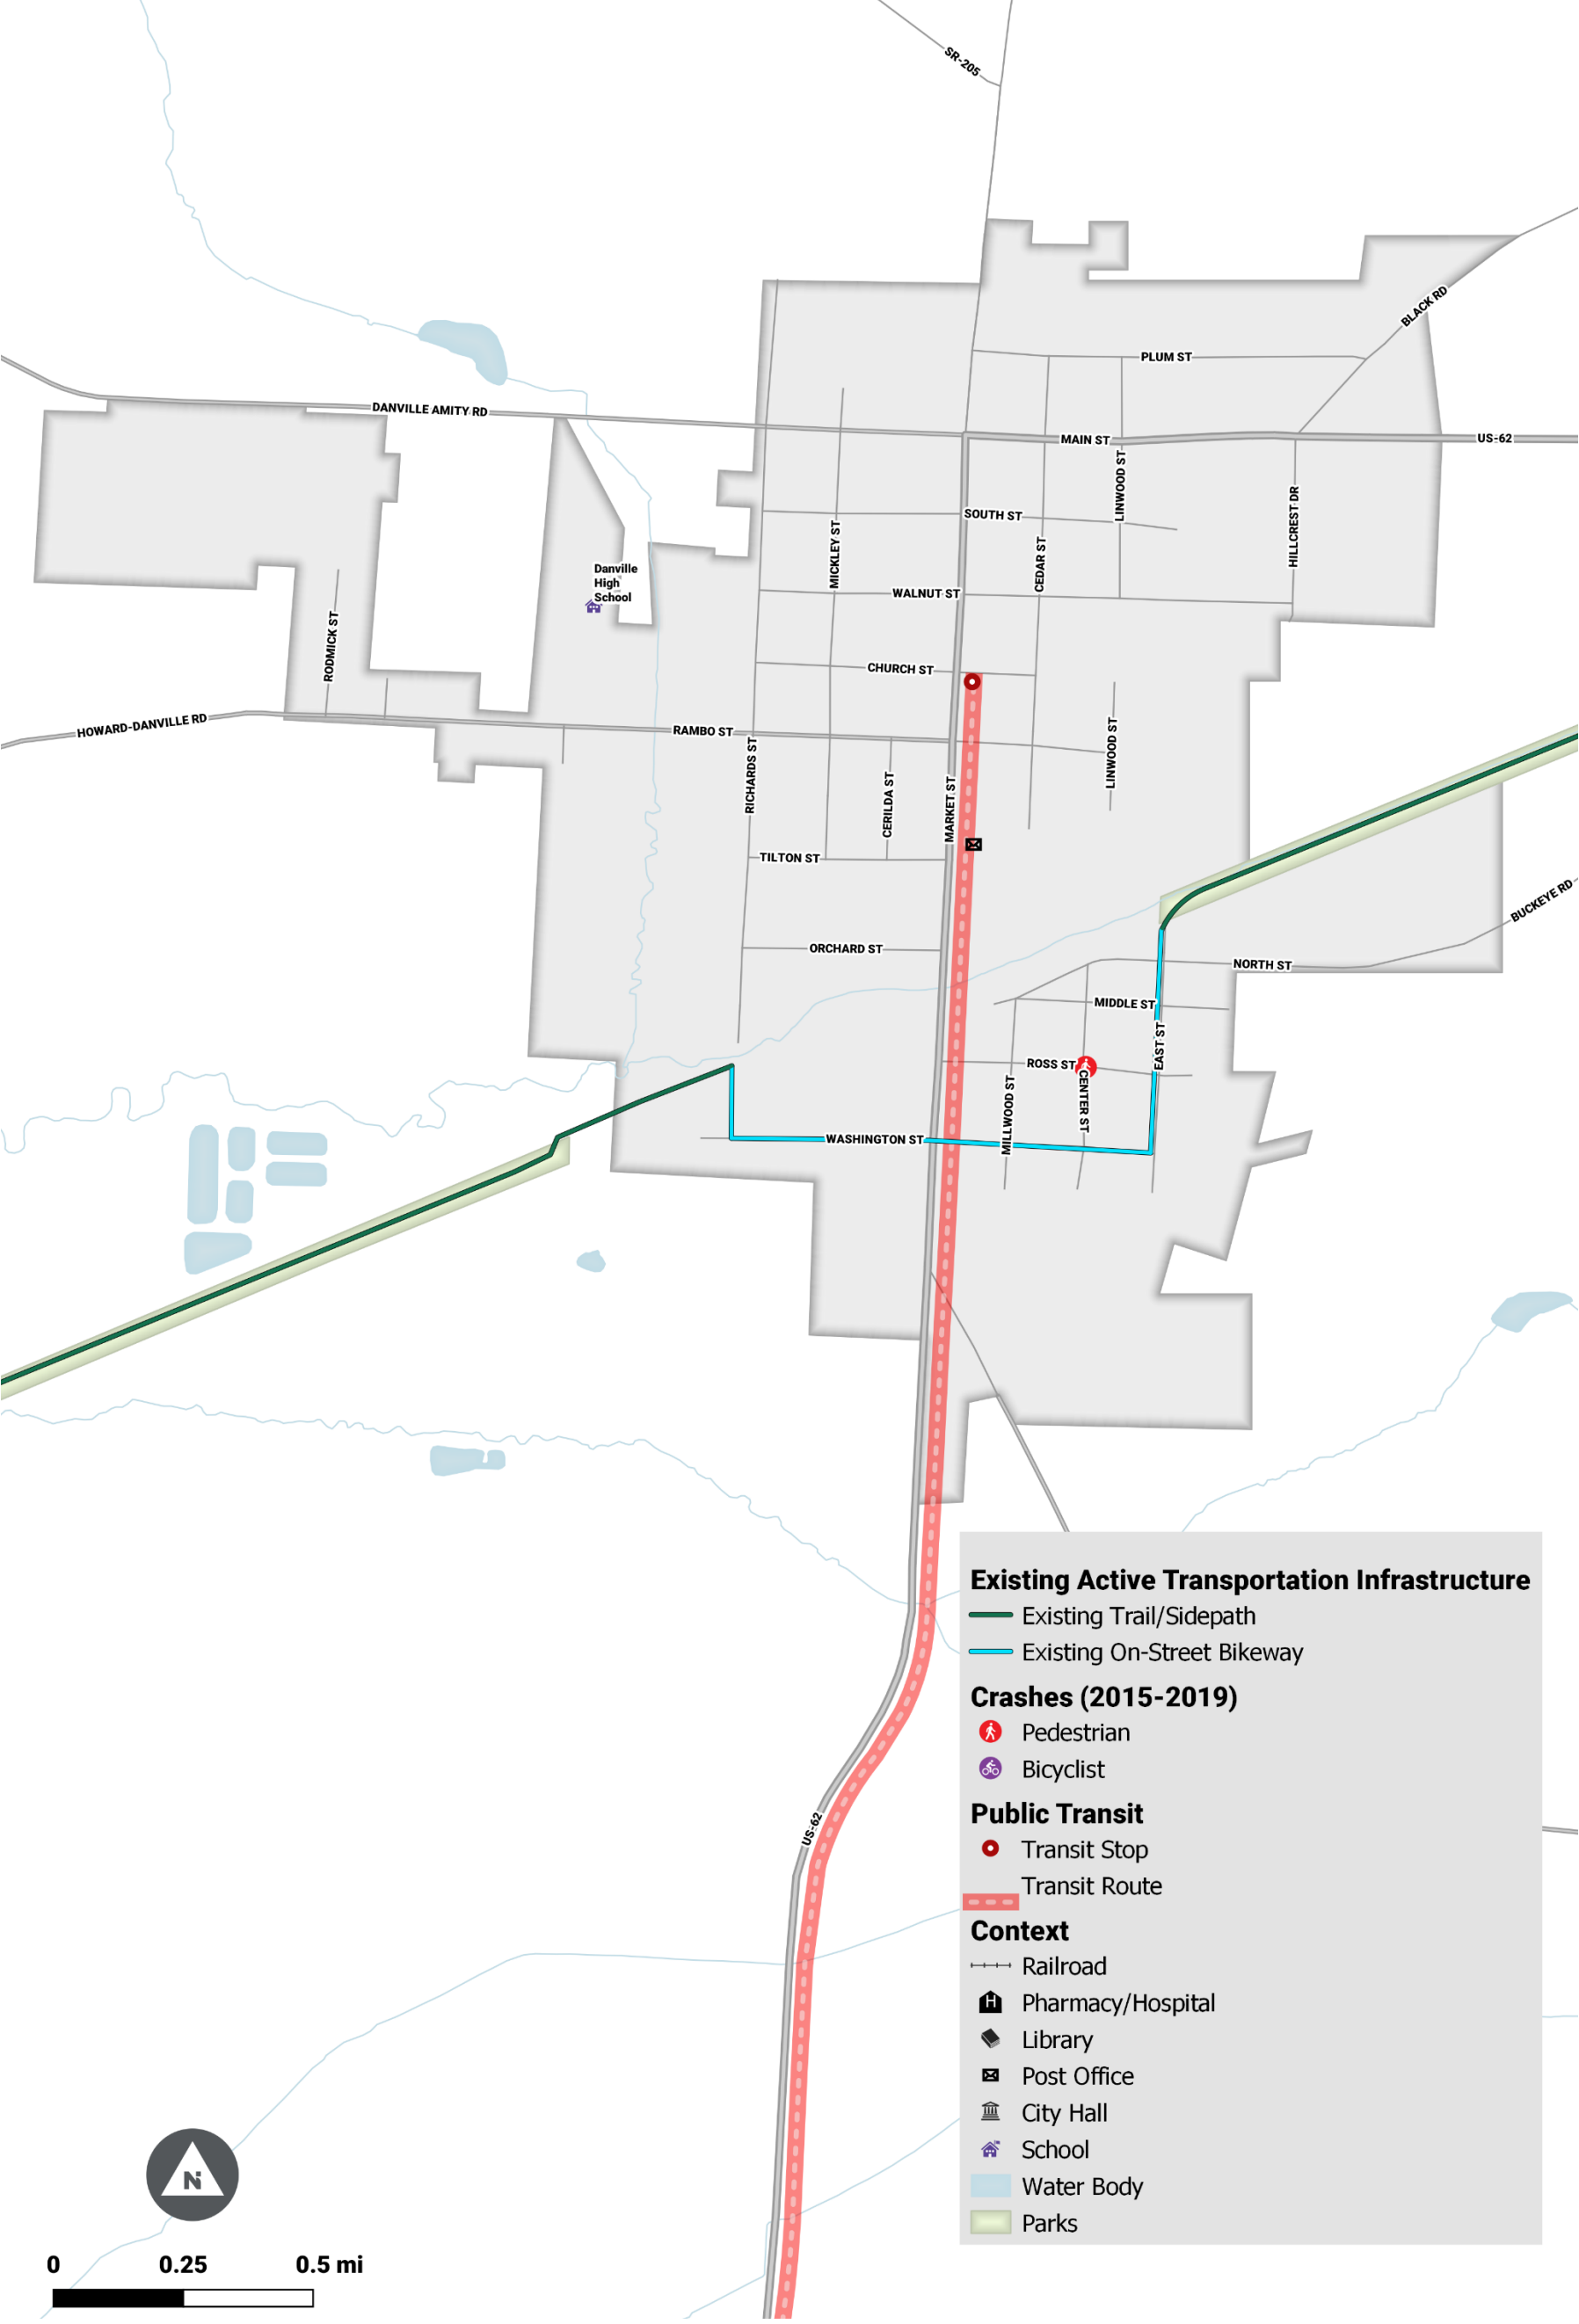 SR-205
PLUM ST
BLACK RD
DANVILLE AMITY RD
MAIN ST
US-62
LINWOOD ST
SOUTH ST
HILLCREST DR
MICKLEY ST
CEDAR ST
Danville
High
School
WALNUT ST
RODMICK ST
CHURCH ST
HOWARD-DANVILLE RD
RAMBO ST
LINWOOD ST
RICHARDS ST
CERILDA ST
MARKET ST
TILTON ST
BUCKEYE RD
ORCHARD ST
NORTH ST
MIDDLE ST
EAST ST
ROSS ST
CENTER ST
MILLWOOD ST
WASHINGTON ST
US-62
Existing Active Transportation Infrastructure
Existing Trail/Sidepath
Existing On-Street Bikeway
Crashes (2015-2019)
Pedestrian
Bicyclist
Public Transit
Transit Stop
Transit Route
Context
Railroad
H Pharmacy/Hospital
Library
Post Office
City Hall
School
Water Body
Parks
N
0 0.25 0.5 mi